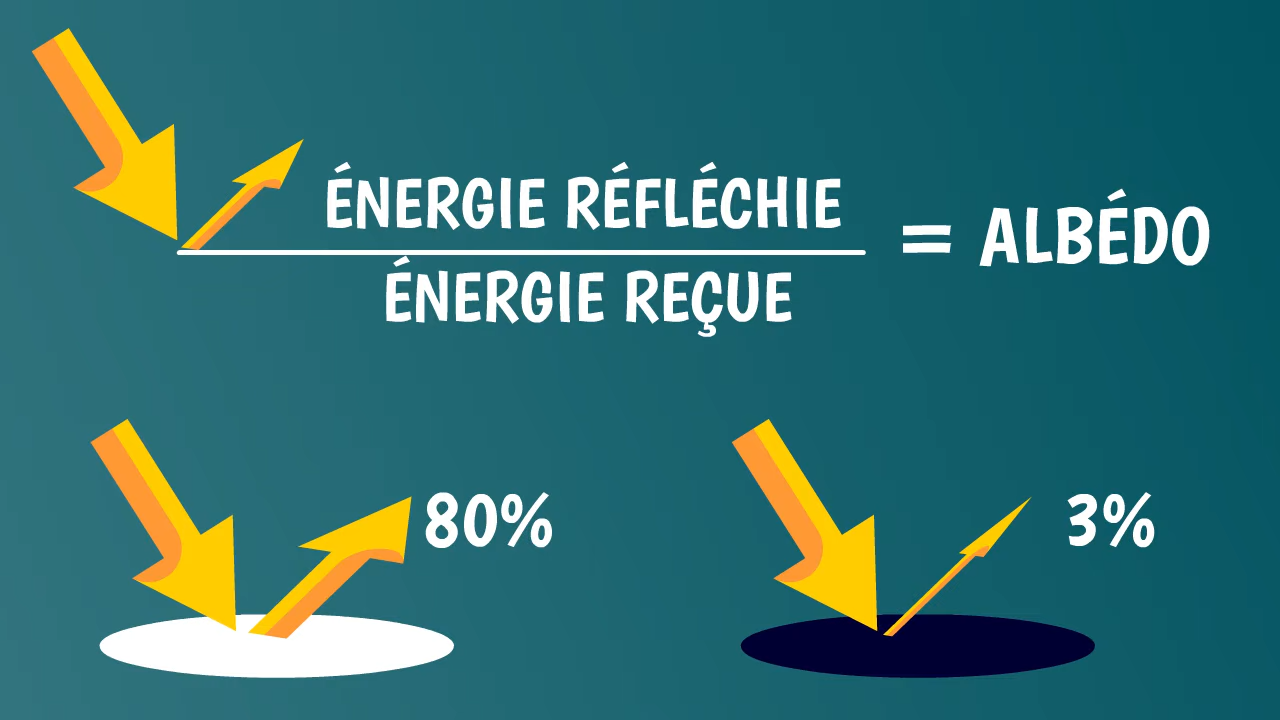 ÉNERGIE RÉFLÉCHIE
ÉNERGIE REÇUE
= ALBÉDO
80%
3%